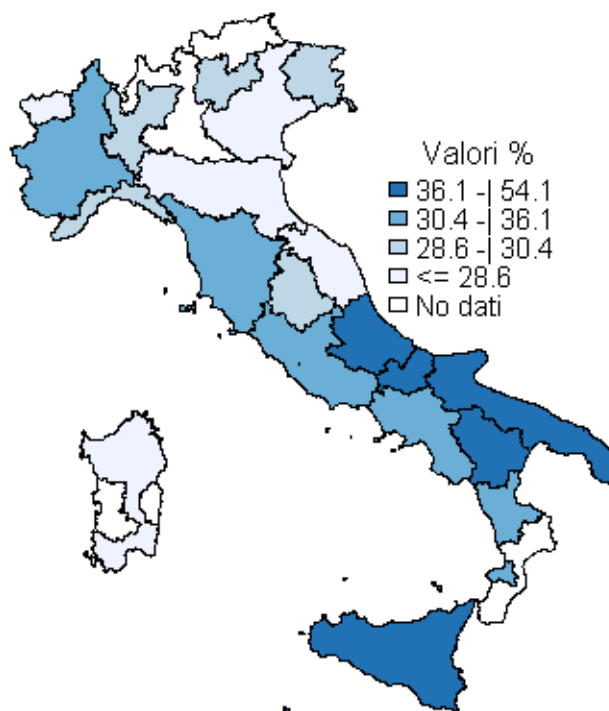 Valori %
36.1 -| 54.1
30.4 -| 36.1
28.6 -| 30.4
<= 28.6
No dati